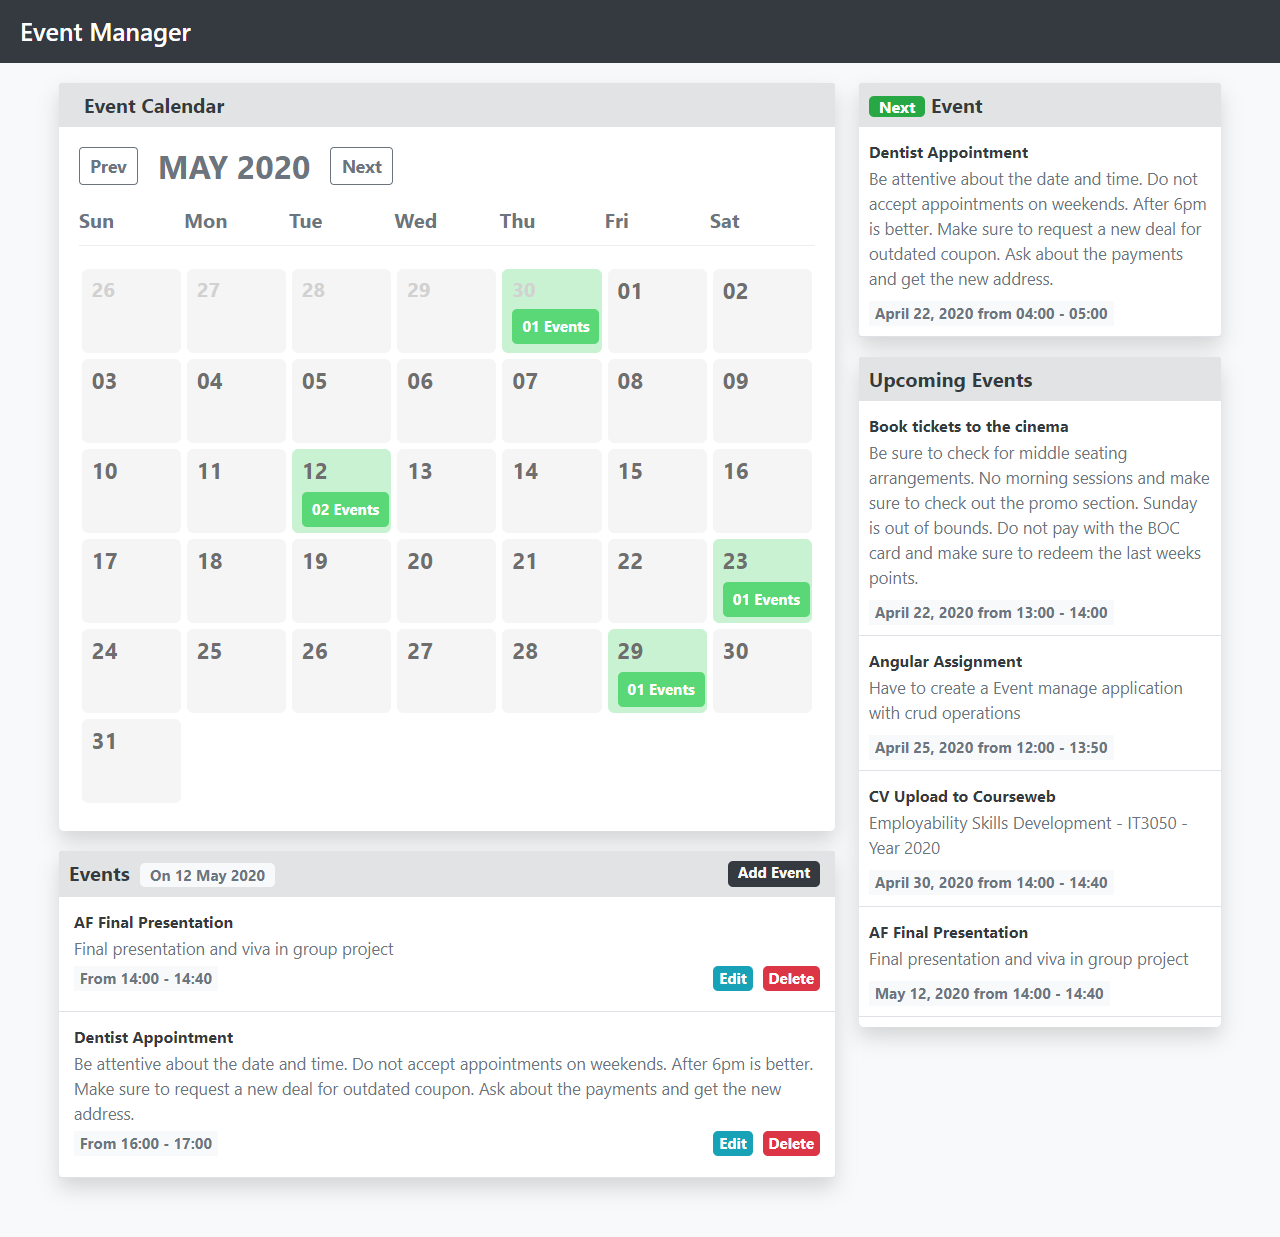 Event Manager
Event Calendar
Prev MAY 2020 Next
Sun Mon Tue Wed Thu Fri Sat
26 27 28 29 30 01 02
01 Events
03 04 05 06 07 08 09
10 11 12 13 14 15 16
02 Events
17 18 19 20 21 22 23
01 Events
24 25 26 27 28 29 30
01 Events
31
Events On 12 May 2020 Add Event
AF Final Presentation
Final presentation and viva in group project
From 14:00 - 14:40 Edit Delete
Dentist Appointment
Be attentive about the date and time. Do not accept appointments on weekends. After 6pm is better.
Make sure to request a new deal for outdated coupon. Ask about the payments and get the new
address.
From 16:00 - 17:00 Edit Delete
Next Event
Dentist Appointment
Be attentive about the date and time. Do not
accept appointments on weekends. After 6pm
is better. Make sure to request a new deal for
outdated coupon. Ask about the payments
and get the new address.
April 22, 2020 from 04:00 - 05:00
Upcoming Events
Book tickets to the cinema
Be sure to check for middle seating
arrangements. No morning sessions and make
sure to check out the promo section. Sunday
is out of bounds. Do not pay with the BOC
card and make sure to redeem the last weeks
points.
April 22, 2020 from 13:00 - 14:00
Angular Assignment
Have to create a Event manage application
with crud operations
April 25, 2020 from 12:00 - 13:50
CV Upload to Courseweb
Employability Skills Development - IT3050 -
Year 2020
April 30, 2020 from 14:00 - 14:40
AF Final Presentation
Final presentation and viva in group project
May 12, 2020 from 14:00 - 14:40